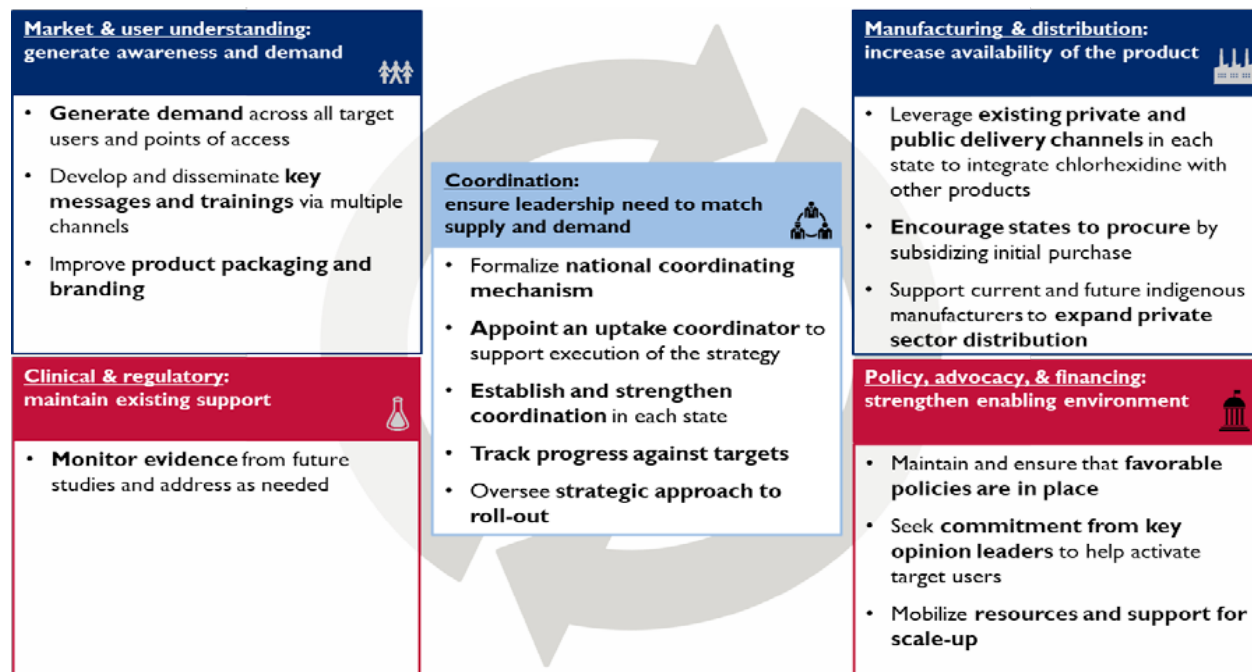 Market & user understanding:
generate awareness and demand
• Generate demand across all target
users and points of access
• Develop and disseminate key
messages and trainings via multiple
channels
• Improve product packaging and
branding
Clinical & regulatory:
maintain existing support
• Monitor evidence from future
studies and address as needed
Coordination:
ensure leadership need to match
supply and demand
• Formalize national coordinating
mechanism
• Appoint an uptake coordinator to
support execution of the strategy
• Establish and strengthen
coordination in each state
• Track progress against targets
• Oversee strategic approach to
roll-out
Manufacturing & distribution:
increase availability of the product
• Leverage existing private and
public delivery channels in each
state to integrate chlorhexidine with
other products
• Encourage states to procure by
subsidizing initial purchase
• Support current and future indigenous
manufacturers to expand private
sector distribution
Policy, advocacy, & financing:
strengthen enabling environment
• Maintain and ensure that favorable
policies are in place
• Seek commitment from key
opinion leaders to help activate
target users
• Mobilize resources and support for
scale-up